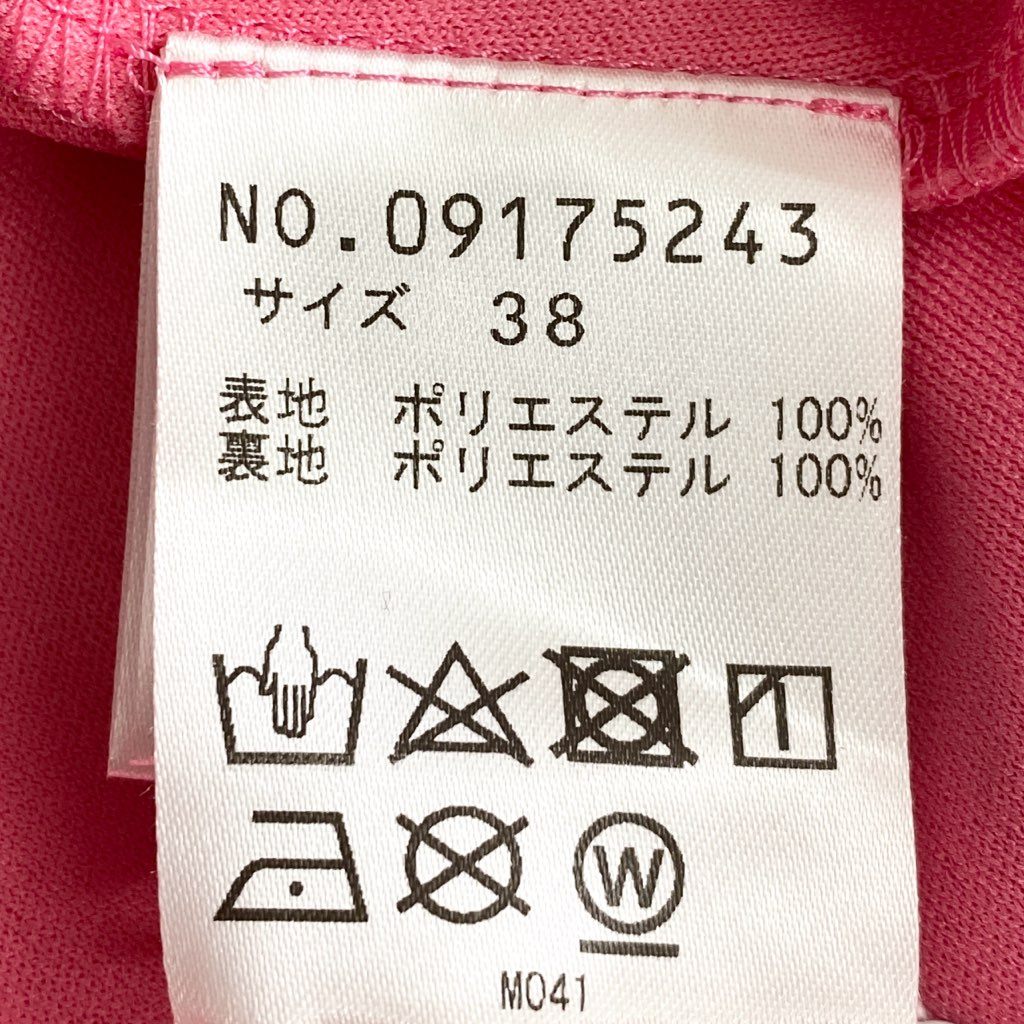 NO.09175243
サイズ 38
表地 ポリエステル 100%
裏地 ポリエステル 100%
W
M041